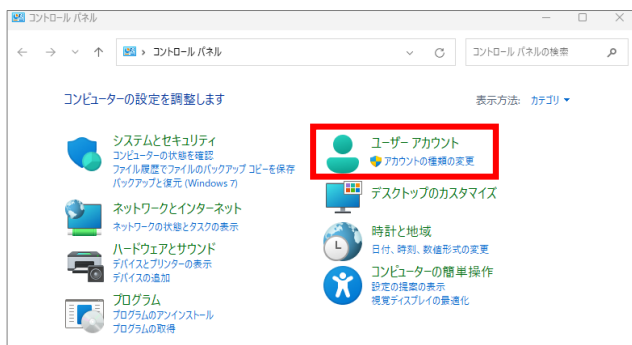 コントロール パネル
コントロール パネル
コントロール パネルの検索
コンピューターの設定を調整します
表示方法: カテゴリ
システムとセキュリティ
コンピューターの状態を確認
ファイル履歴でファイルのバックアップ コピーを保存
バックアップと復元 (Windows 7)
ネットワークとインターネット
ネットワークの状態とタスクの表示
ハードウェアとサウンド
デバイスとプリンターの表示
デバイスの追加
プログラム
プログラムのアンインストール
プログラムの取得
ユーザー アカウント
アカウントの種類の変更
デスクトップのカスタマイズ
時計と地域
日付、時刻、数値形式の変更
コンピューターの簡単操作
設定の提案の表示
視覚ディスプレイの最適化